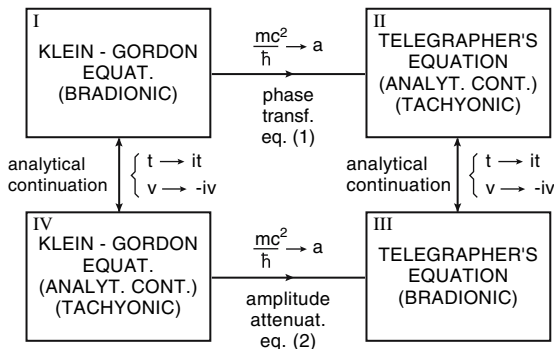 I
KLEIN - GORDON
EQUAT.
(BRADIONIC)
mc² → a
ħ
phase
transf.
eq. (1)
II
TELEGRAPHER'S
EQUATION
(ANALYT. CONT.)
(TACHYONIC)
analytical
continuation
t → it
v → -iv
analytical
continuation
t → it
v → -iv
IV
KLEIN - GORDON
EQUAT.
(ANALYT. CONT.)
(TACHYONIC)
mc² → a
ħ
amplitude
attenuat.
eq. (2)
III
TELEGRAPHER'S
EQUATION
(BRADIONIC)